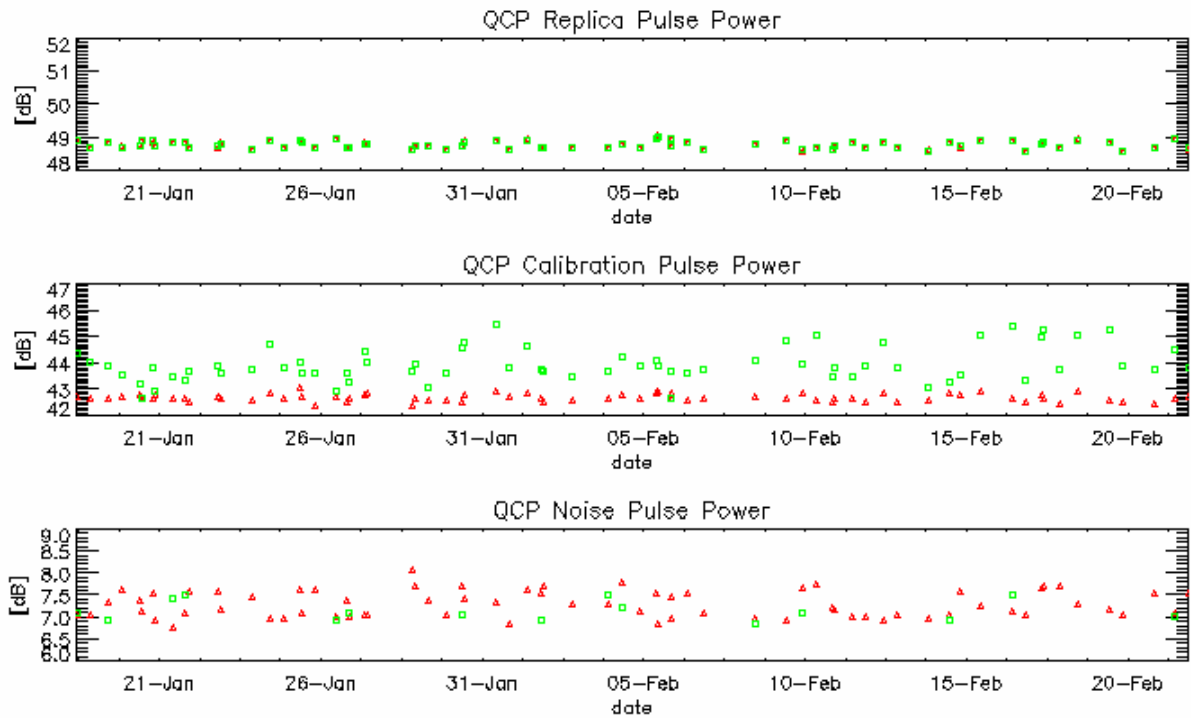 QCP Replica Pulse Power
52
51
50
49
48
[dB]
21-Jan 26-Jan 31-Jan 05-Feb 10-Feb 15-Feb 20-Feb
date
QCP Calibration Pulse Power
47
46
45
44
43
42
[dB]
21-Jan 26-Jan 31-Jan 05-Feb 10-Feb 15-Feb 20-Feb
date
QCP Noise Pulse Power
9.0
8.5
8.0
7.5
7.0
6.5
6.0
[dB]
21-Jan 26-Jan 31-Jan 05-Feb 10-Feb 15-Feb 20-Feb
date